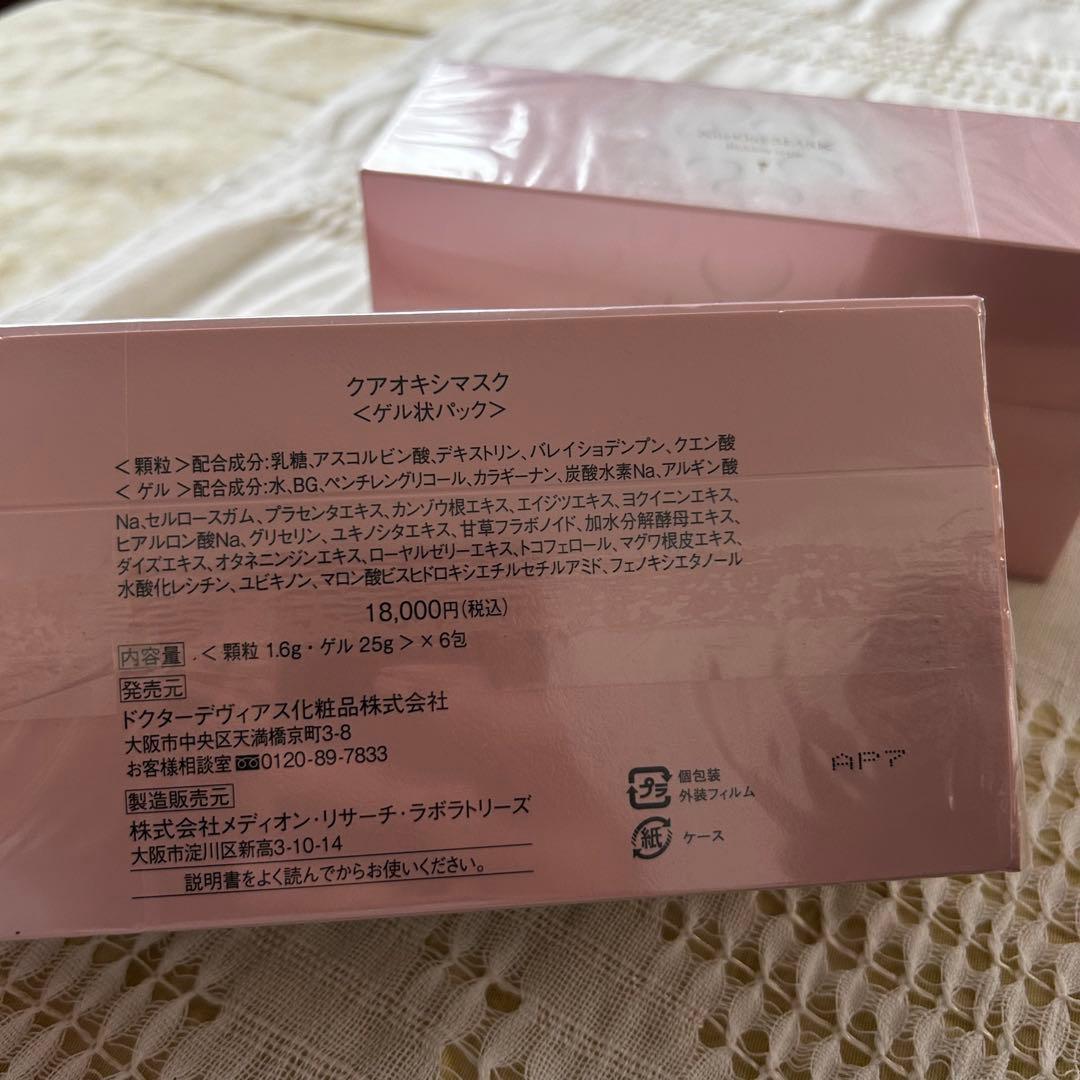 クアオキシマスク
<ゲル状パック>
<顆粒>配合成分:乳糖、アスコルビン酸、デキストリン、バレイショデンプン、クエン酸
<ゲル>配合成分:水、BG、ペンチレングリコール、カラギーナン、炭酸水素Na、アルギン酸
Na、セルロースガム、プラセンタエキス、カンゾウ根エキス、エイジツエキス、ヨクイニンエキス、
ヒアルロン酸Na、グリセリン、ユキノシタエキス、甘草フラボノイド、加水分解酵母エキス、
ダイズエキス、オタネニンジンエキス、ローヤルゼリーエキス、トコフェロール、マグワ根皮エキス、
水酸化レシチン、ユビキノン、マロン酸ビスヒドロキシエチルセチルアミド、フェノキシエタノール
18,000円(税込)
内容量 .<顆粒 1.6g・ゲル 25g>×6包
発売元
ドクターデヴィアス化粧品株式会社
大阪市中央区天満橋京町3-8
お客様相談室 0120-89-7833
製造販売元
株式会社メディオン・リサーチ・ラボラトリーズ
大阪市淀川区新高3-10-14
説明書をよく読んでからお使いください。
プラ 個包装
外装フィルム
紙 ケース
AP7